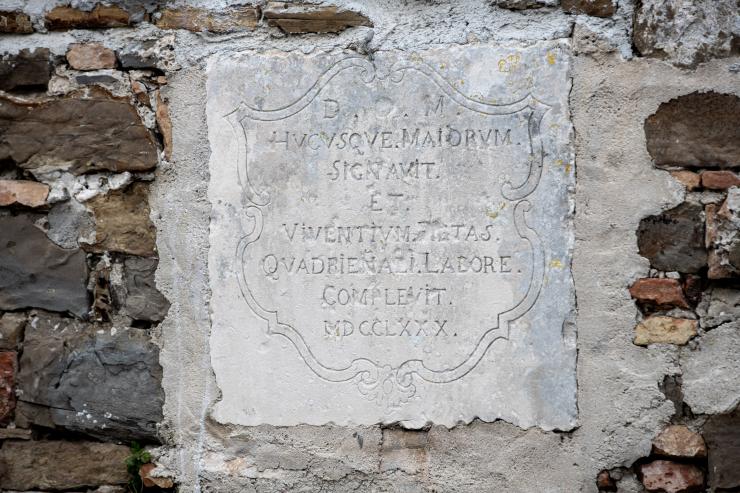 D. O. M.
HVCVSQVE. MAIORVM.
SIGNAVIT.
ET
VIVENTIVM. PIETAS.
QVADRIENALI. LABORE.
COMPLEVIT.
MDCCLXXX.